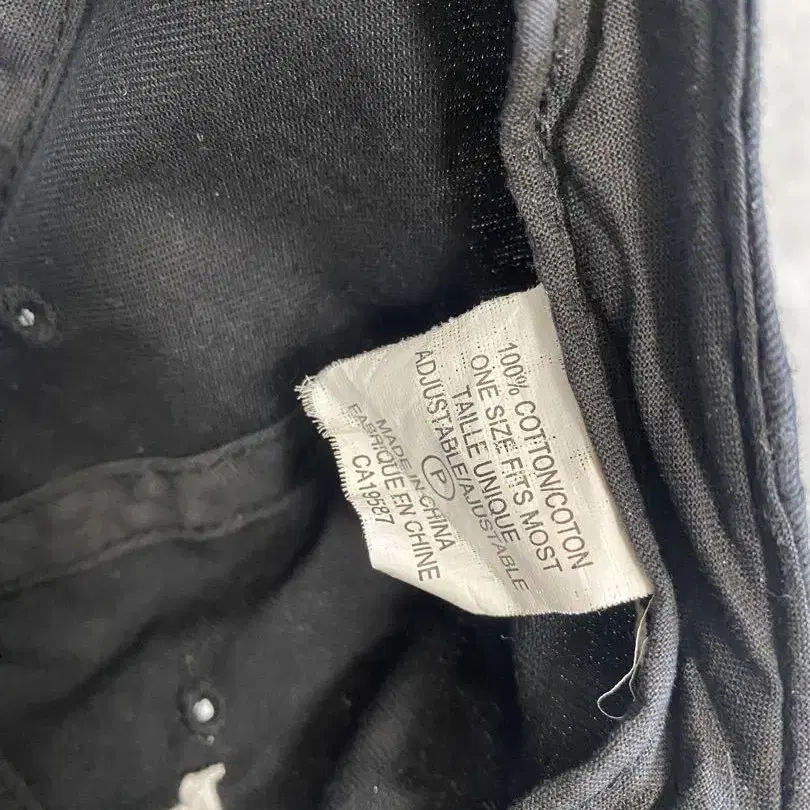 100% COTTON/COTON
ONE SIZE FITS MOST
TAILLE UNIQUE
ADJUSTABLE/AJUSTABLE
P
MADE IN CHINA
FABRIQUE EN CHINE
CA19587